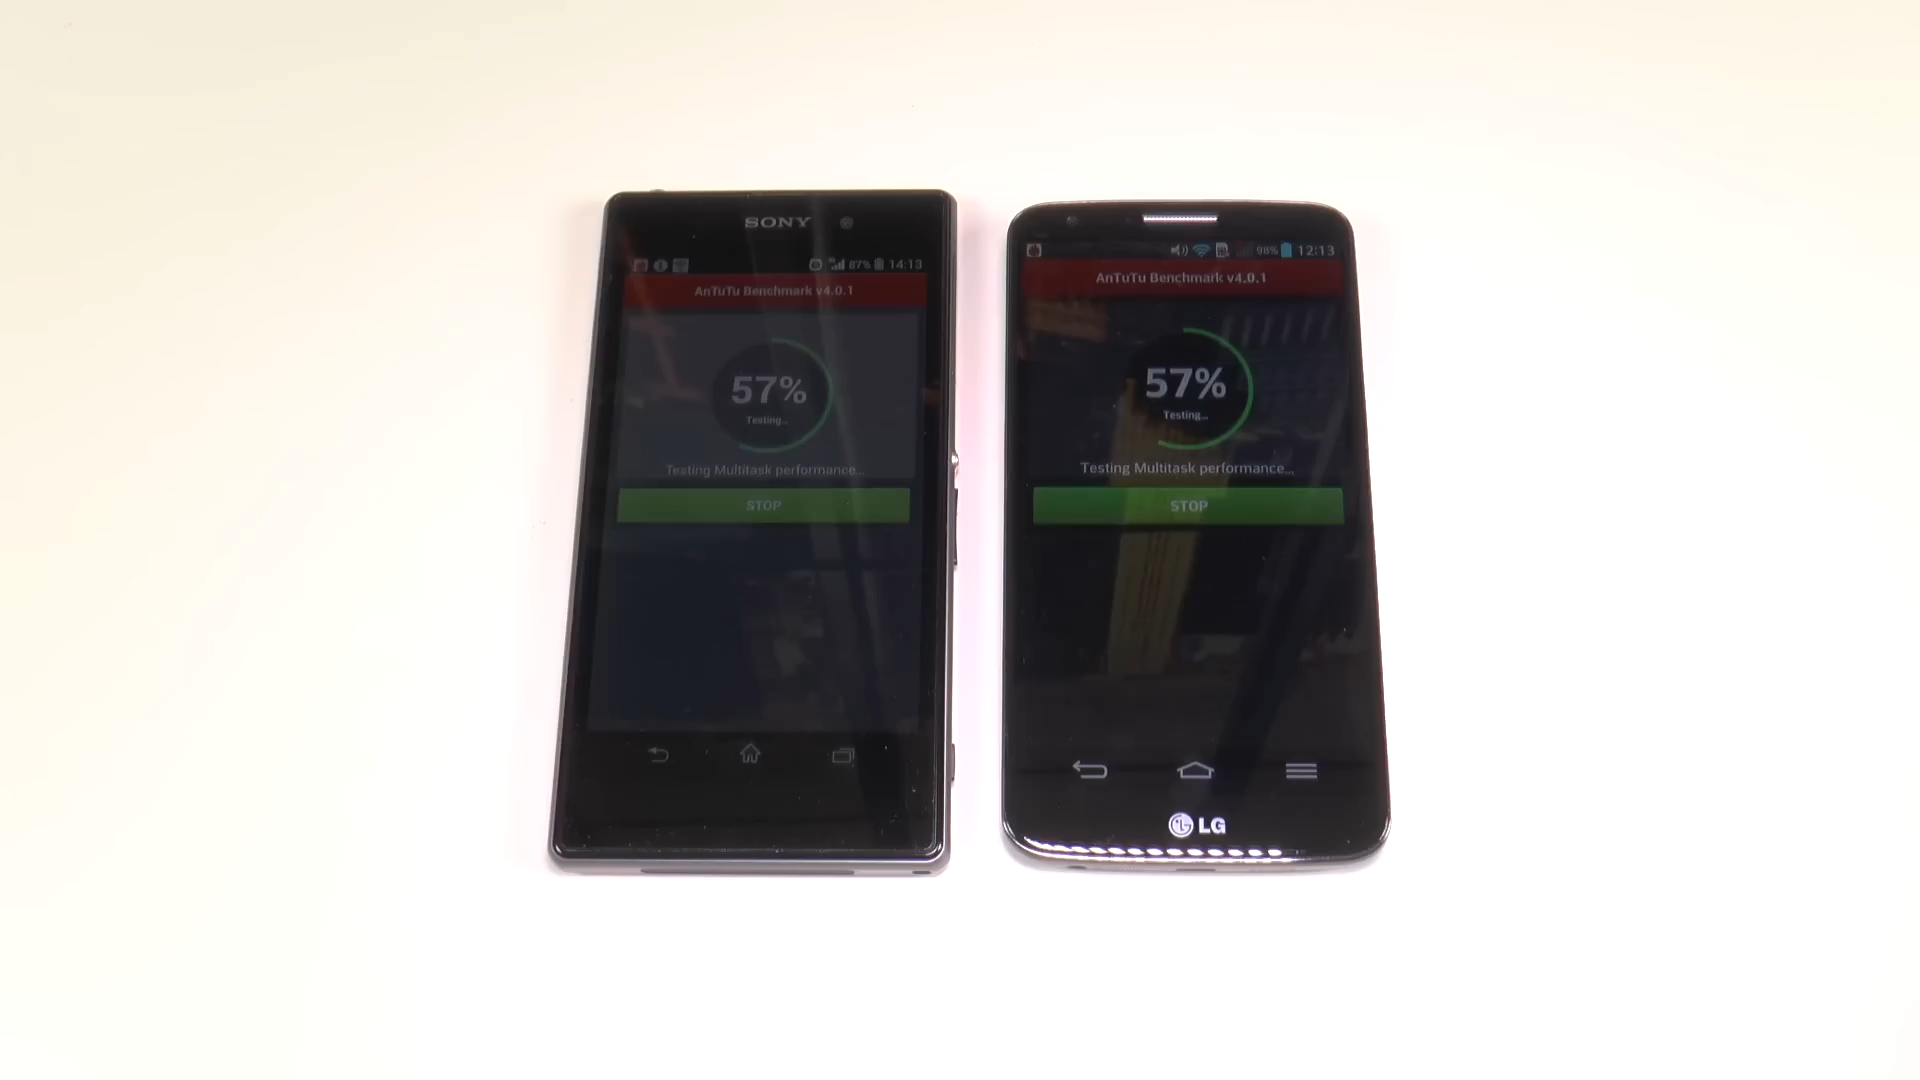 SONY
87% 14:13
AnTuTu Benchmark v4.0.1
57%
Testing...
Testing Multitask performance...
STOP
98% 12:13
AnTuTu Benchmark v4.0.1
57%
Testing...
Testing Multitask performance...
STOP
LG